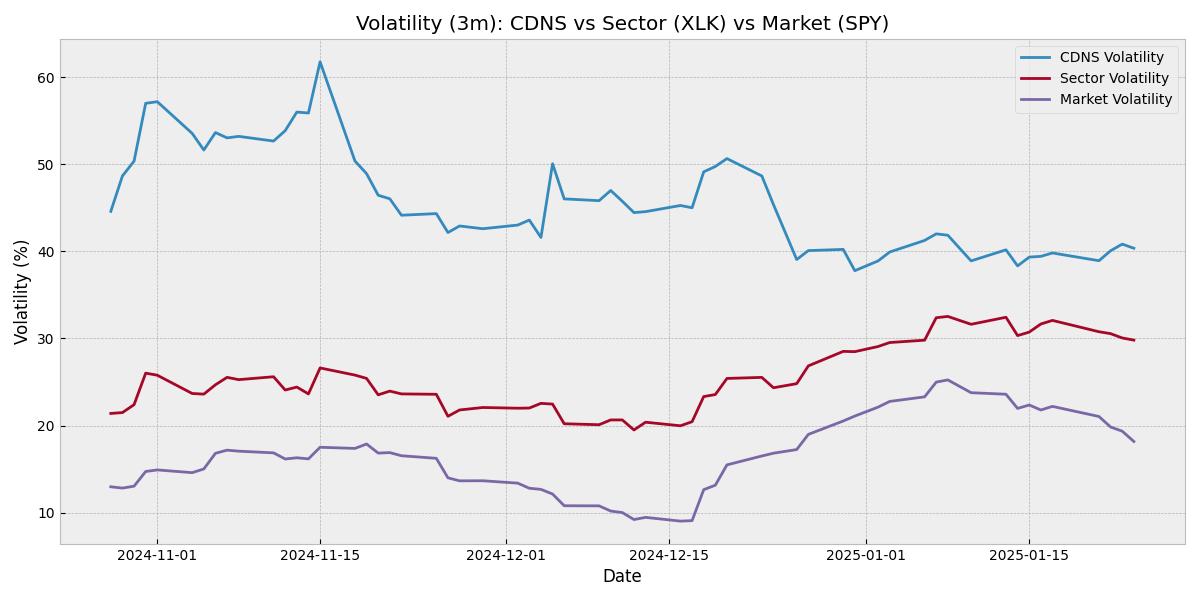 Volatility (3m): CDNS vs Sector (XLK) vs Market (SPY)
CDNS Volatility
Sector Volatility
Market Volatility
Volatility (%)
60
50
40
30
20
10
2024-11-01
2024-11-15
2024-12-01
2024-12-15
2025-01-01
2025-01-15
Date